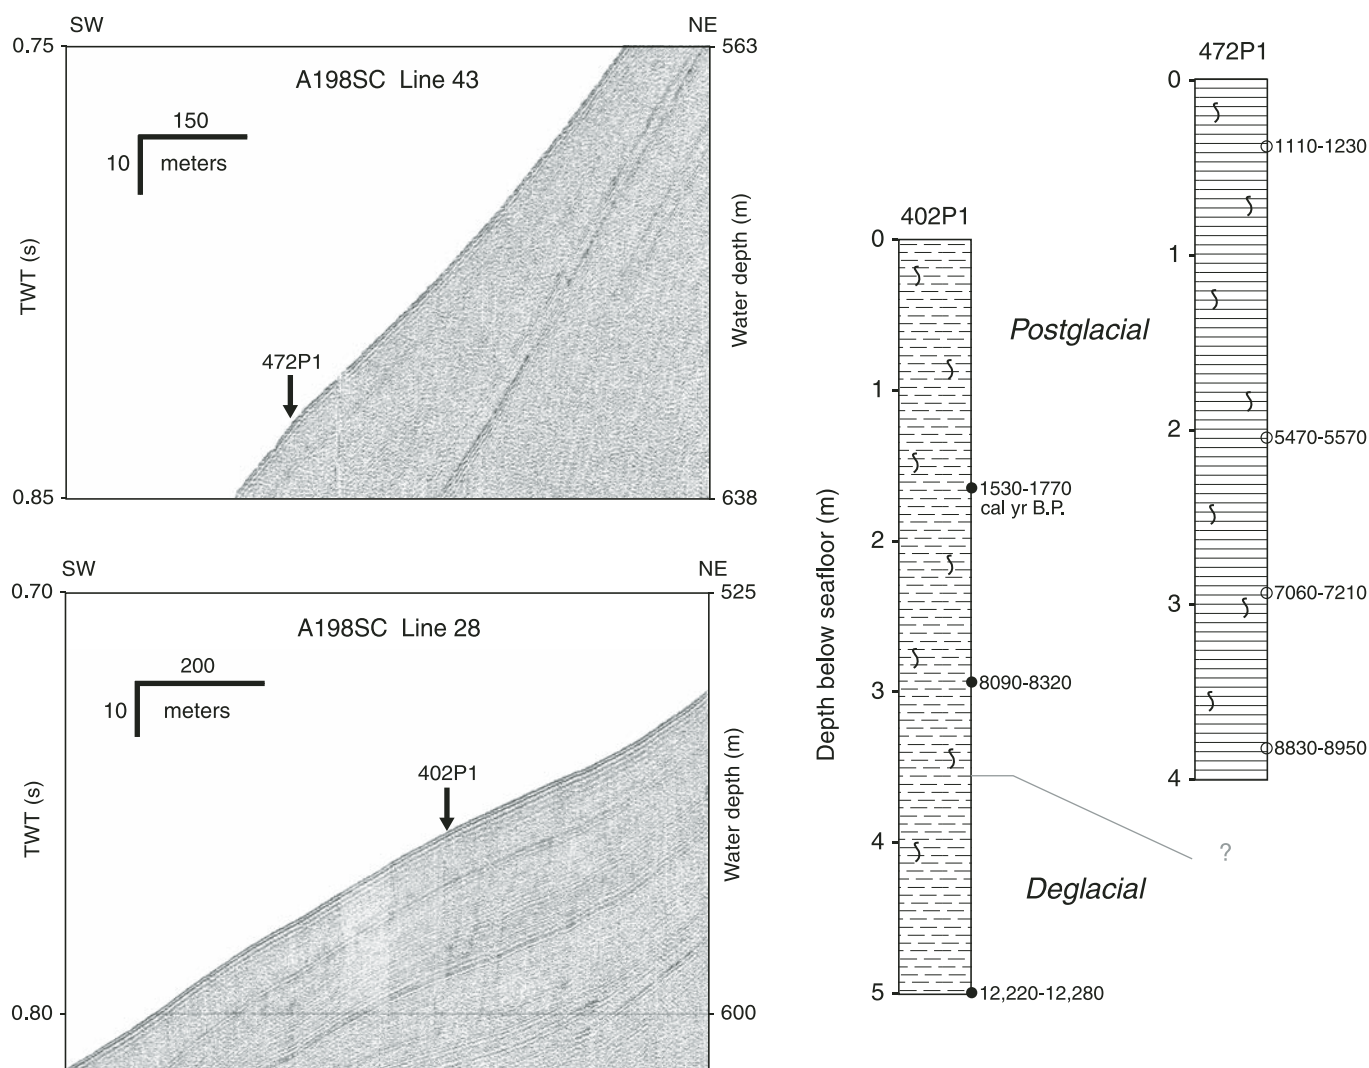 SW
NE
0.75
563
A198SC Line 43
150
10
meters
TWT (s)
Water depth (m)
472P1
0.85
638
SW
NE
0.70
525
A198SC Line 28
200
10
meters
402P1
TWT (s)
Water depth (m)
0.80
600
472P1
0
1110-1230
402P1
0
1
Postglacial
1
2
5470-5570
1530-1770
cal yr B.P.
Depth below seafloor (m)
2
7060-7210
3
8090-8320
3
8830-8950
4
4
?
Deglacial
5
12,220-12,280